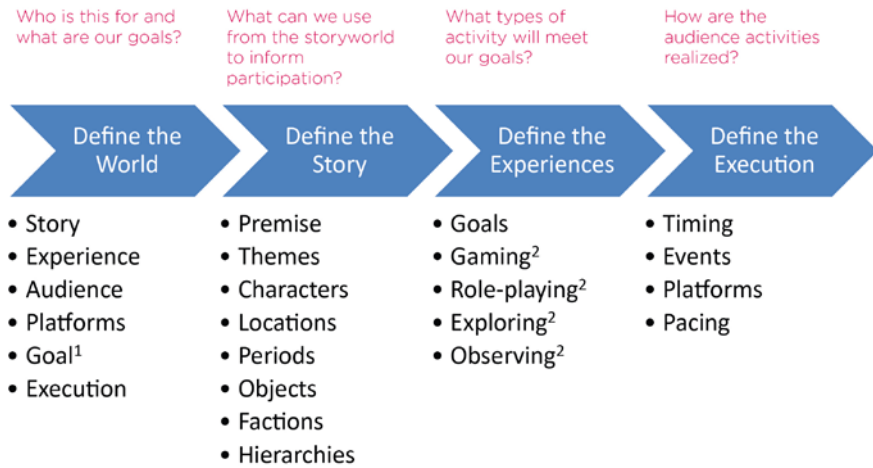 Who is this for and
what are our goals?
What can we use
from the storyworld
to inform
participation?
What types of
activity will meet
our goals?
How are the
audience activities
realized?
Define the
World
Define the
Story
Define the
Experiences
Define the
Execution
• Story
• Experience
• Audience
• Platforms
• Goal¹
• Execution
• Premise
• Themes
• Characters
• Locations
• Periods
• Objects
• Factions
• Hierarchies
• Goals
• Gaming²
• Role-playing²
• Exploring²
• Observing²
• Timing
• Events
• Platforms
• Pacing